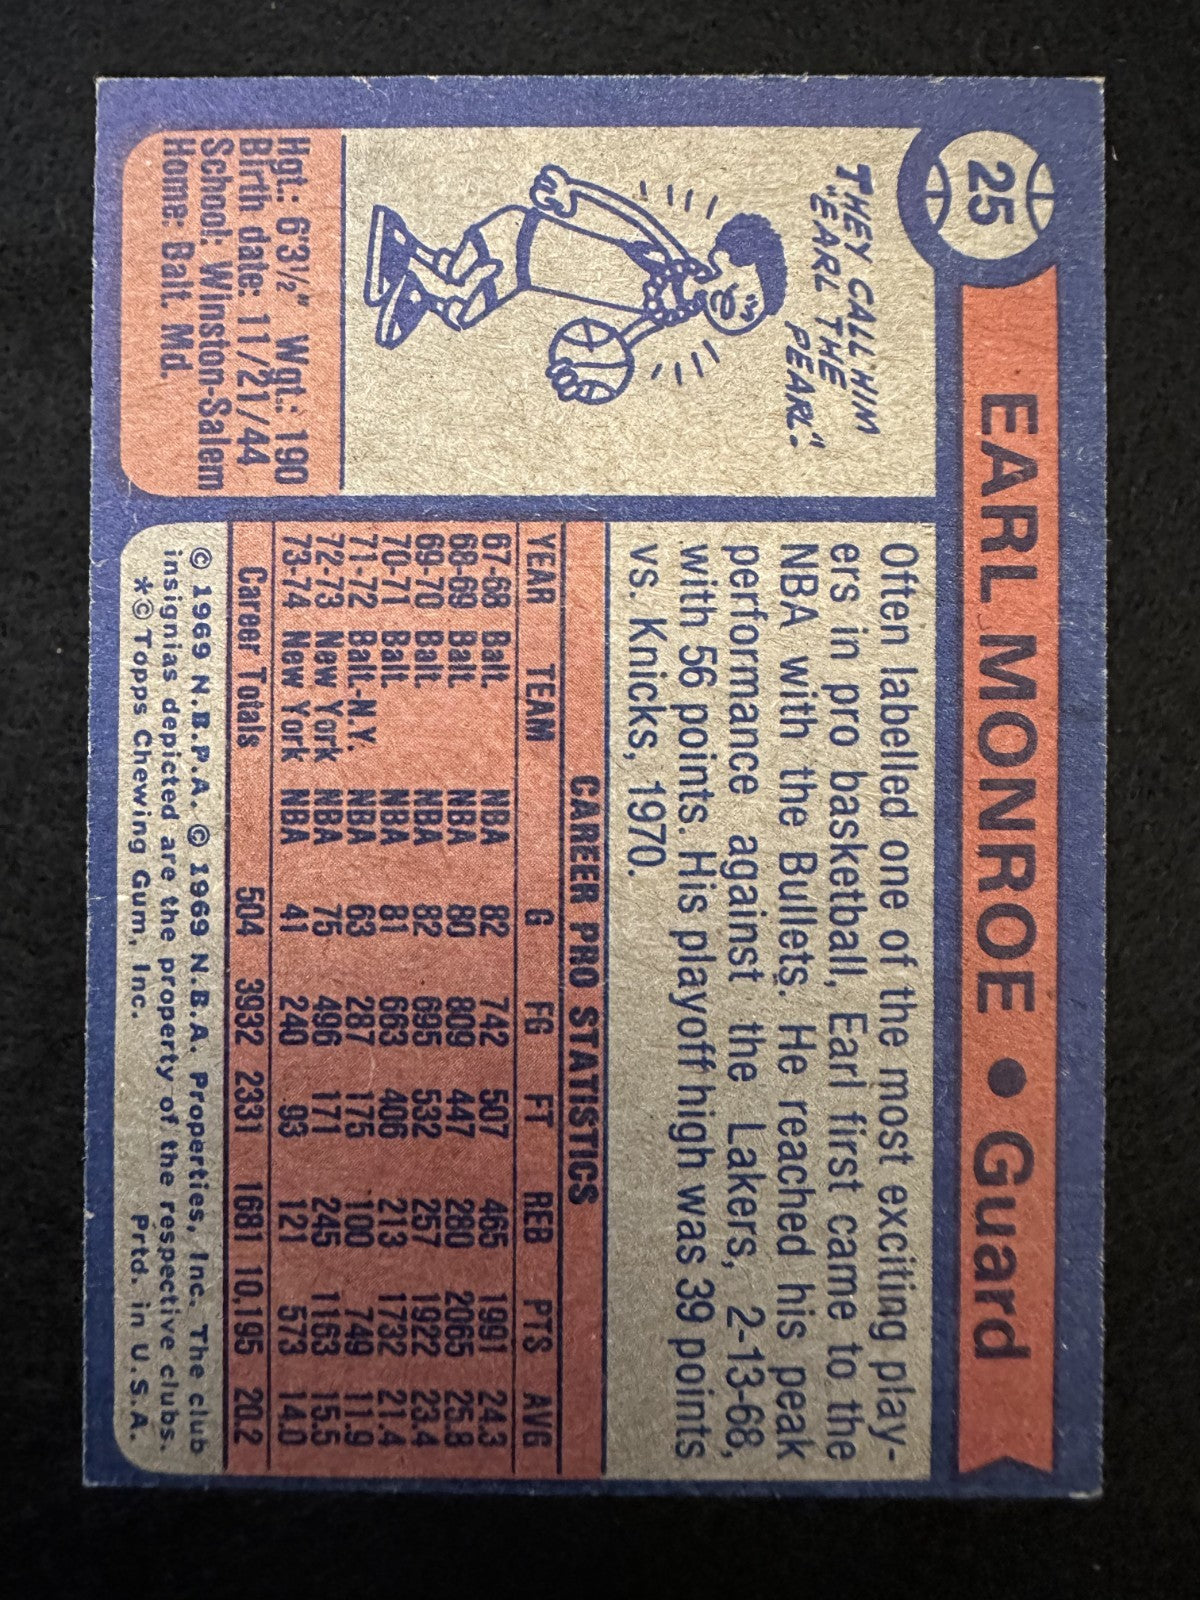 25
EARL MONROE • Guard
THEY CALL HIM
"EARL THE
PEARL."
Hgt.: 6'3½" Wgt.: 190
Birth date: 11/21/44
School: Winston-Salem
Home: Balt. Md.
Often labelled one of the most exciting play-
ers in pro basketball, Earl first came to the
NBA with the Bullets. He reached his peak
performance against the Lakers, 2-13-68,
with 56 points. His playoff high was 39 points
vs. Knicks, 1970.
CAREER PRO STATISTICS
YEAR TEAM G FG FT REB PTS AVG
67-68 Balt. NBA 82 742 507 465 1991 24.3
68-69 Balt. NBA 80 809 447 280 2065 25.8
69-70 Balt. NBA 82 695 532 257 1922 23.4
70-71 Balt. NBA 81 663 406 213 1732 21.4
71-72 Balt.-N.Y. NBA 63 287 175 100 749 11.9
72-73 New York NBA 75 496 171 245 1163 15.5
73-74 New York NBA 41 240 93 121 573 14.0
Career Totals 504 3932 2331 1681 10,195 20.2
© 1969 N.B.P.A. © 1969 N.B.A. Properties, Inc. The club
insignias depicted are the property of the respective clubs.
*© Topps Chewing Gum, Inc. Prtd. in U.S.A.